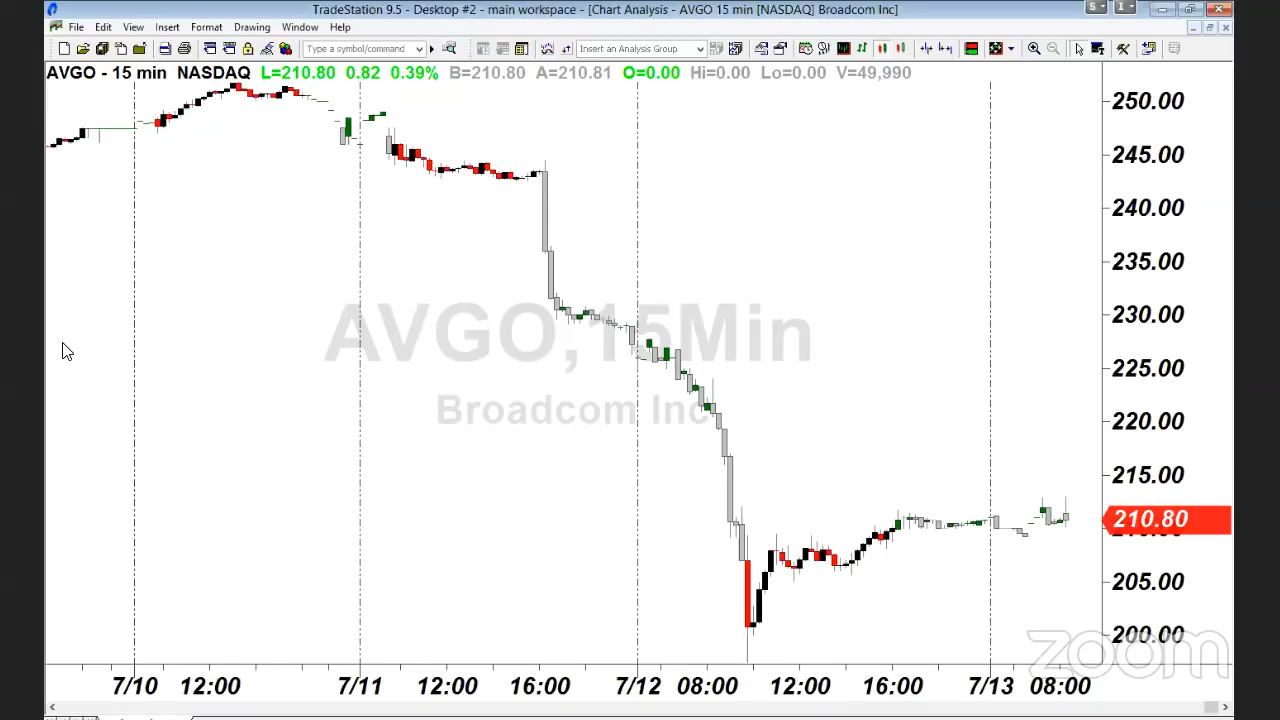 TradeStation 9.5 - Desktop #2 - main workspace - [Chart Analysis - AVGO 15 min [NASDAQ] Broadcom Inc]
S
I
File Edit View Insert Format Drawing Window Help
Type a symbol/command
Insert an Analysis Group
AVGO - 15 min NASDAQ L=210.80 0.82 0.39% B=210.80 A=210.81 O=0.00 Hi=0.00 Lo=0.00 V=49,990
250.00
245.00
240.00
235.00
230.00
AVGO,15Min
225.00
Broadcom Inc
220.00
215.00
210.80
205.00
200.00
zoom
7/10 12:00 7/11 12:00 16:00 7/12 08:00 12:00 16:00 7/13 08:00